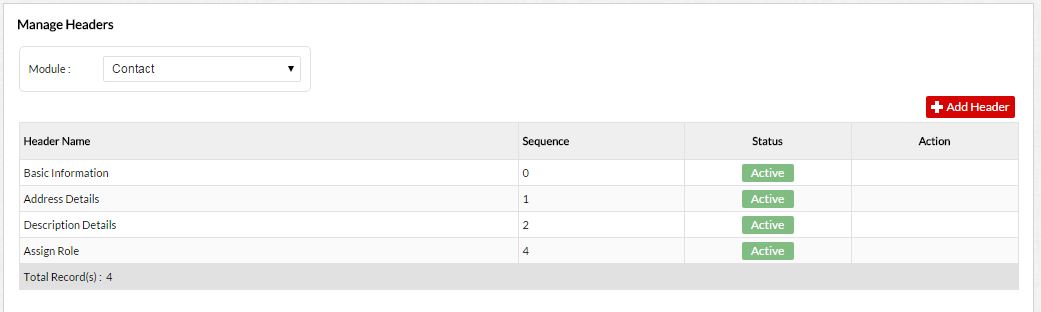 Manage Headers
Module : Contact
Add Header
Header Name Sequence Status Action
Basic Information 0 Active
Address Details 1 Active
Description Details 2 Active
Assign Role 4 Active
Total Record(s) : 4